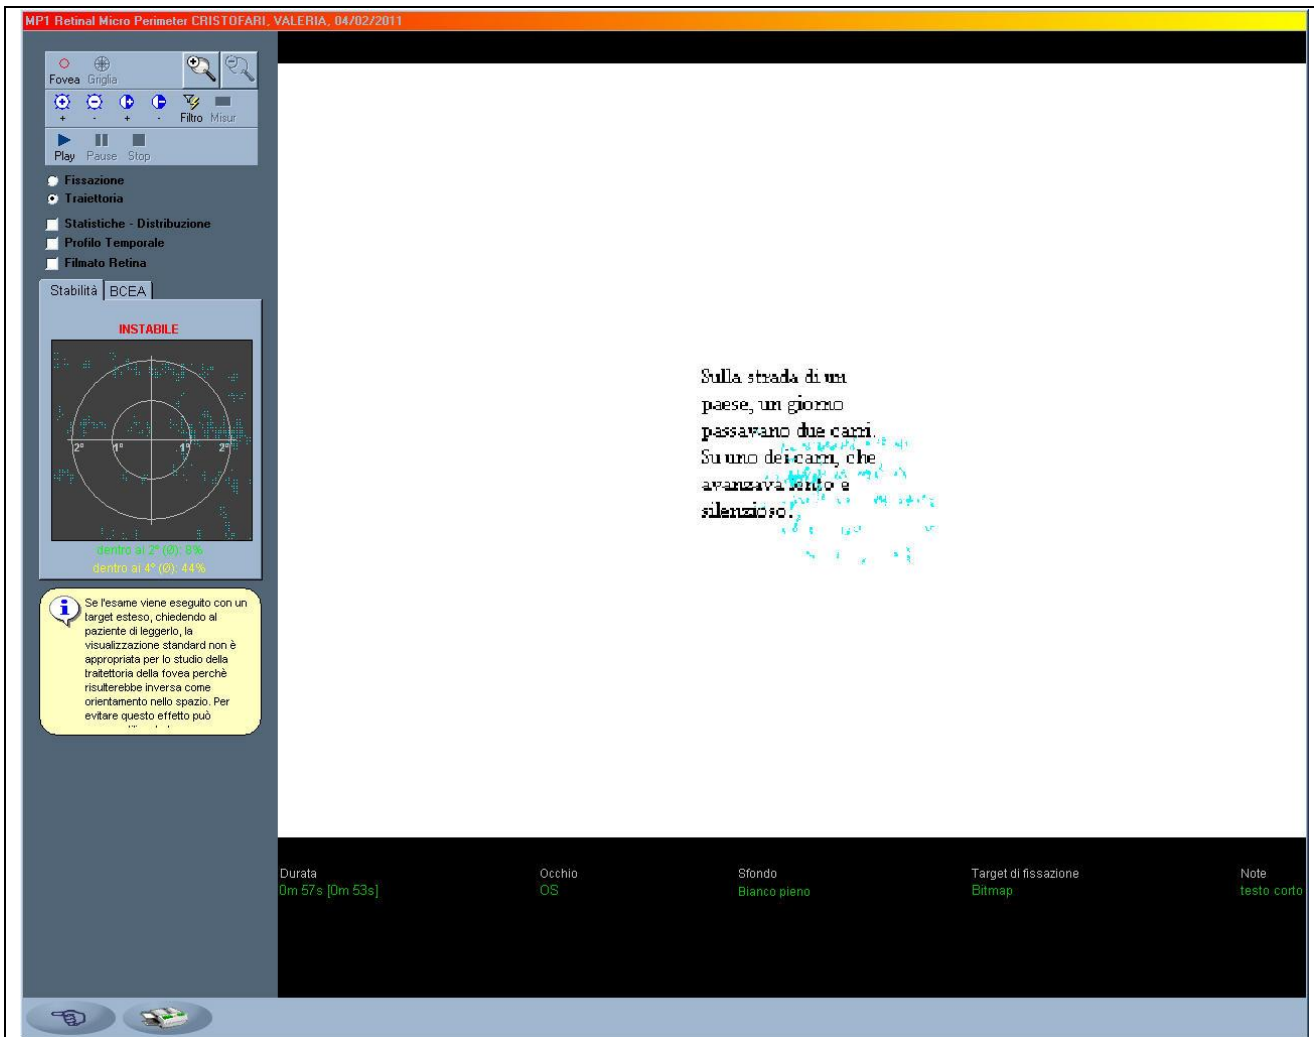 MP1 Retinal Micro Perimeter CRISTOFARI, VALERIA, 04/02/2011
Fovea Griglia
+ - + - Filtro Misur
Play Pause Stop
Fissazione
Traiettoria
Statistiche - Distribuzione
Profilo Temporale
Filmato Retina
Stabilità BCEA
INSTABILE
2° 1° 1° 2°
dentro ai 2° (Ø): 8%
dentro ai 4° (Ø): 44%
Se l'esame viene eseguito con un
target esteso, chiedendo al
paziente di leggerlo, la
visualizzazione standard non è
appropriata per lo studio della
traitettoria della fovea perchè
risulterebbe inversa come
orientamento nello spazio. Per
evitare questo effetto può
Sulla strada di un
paese, un giorno
passavano due carri.
Su uno dei carri, che
avanzava lento e
silenzioso.
Durata Occhio Sfondo Target di fissazione Note
0m 57s [0m 53s] OS Bianco pieno Bitmap testo corto